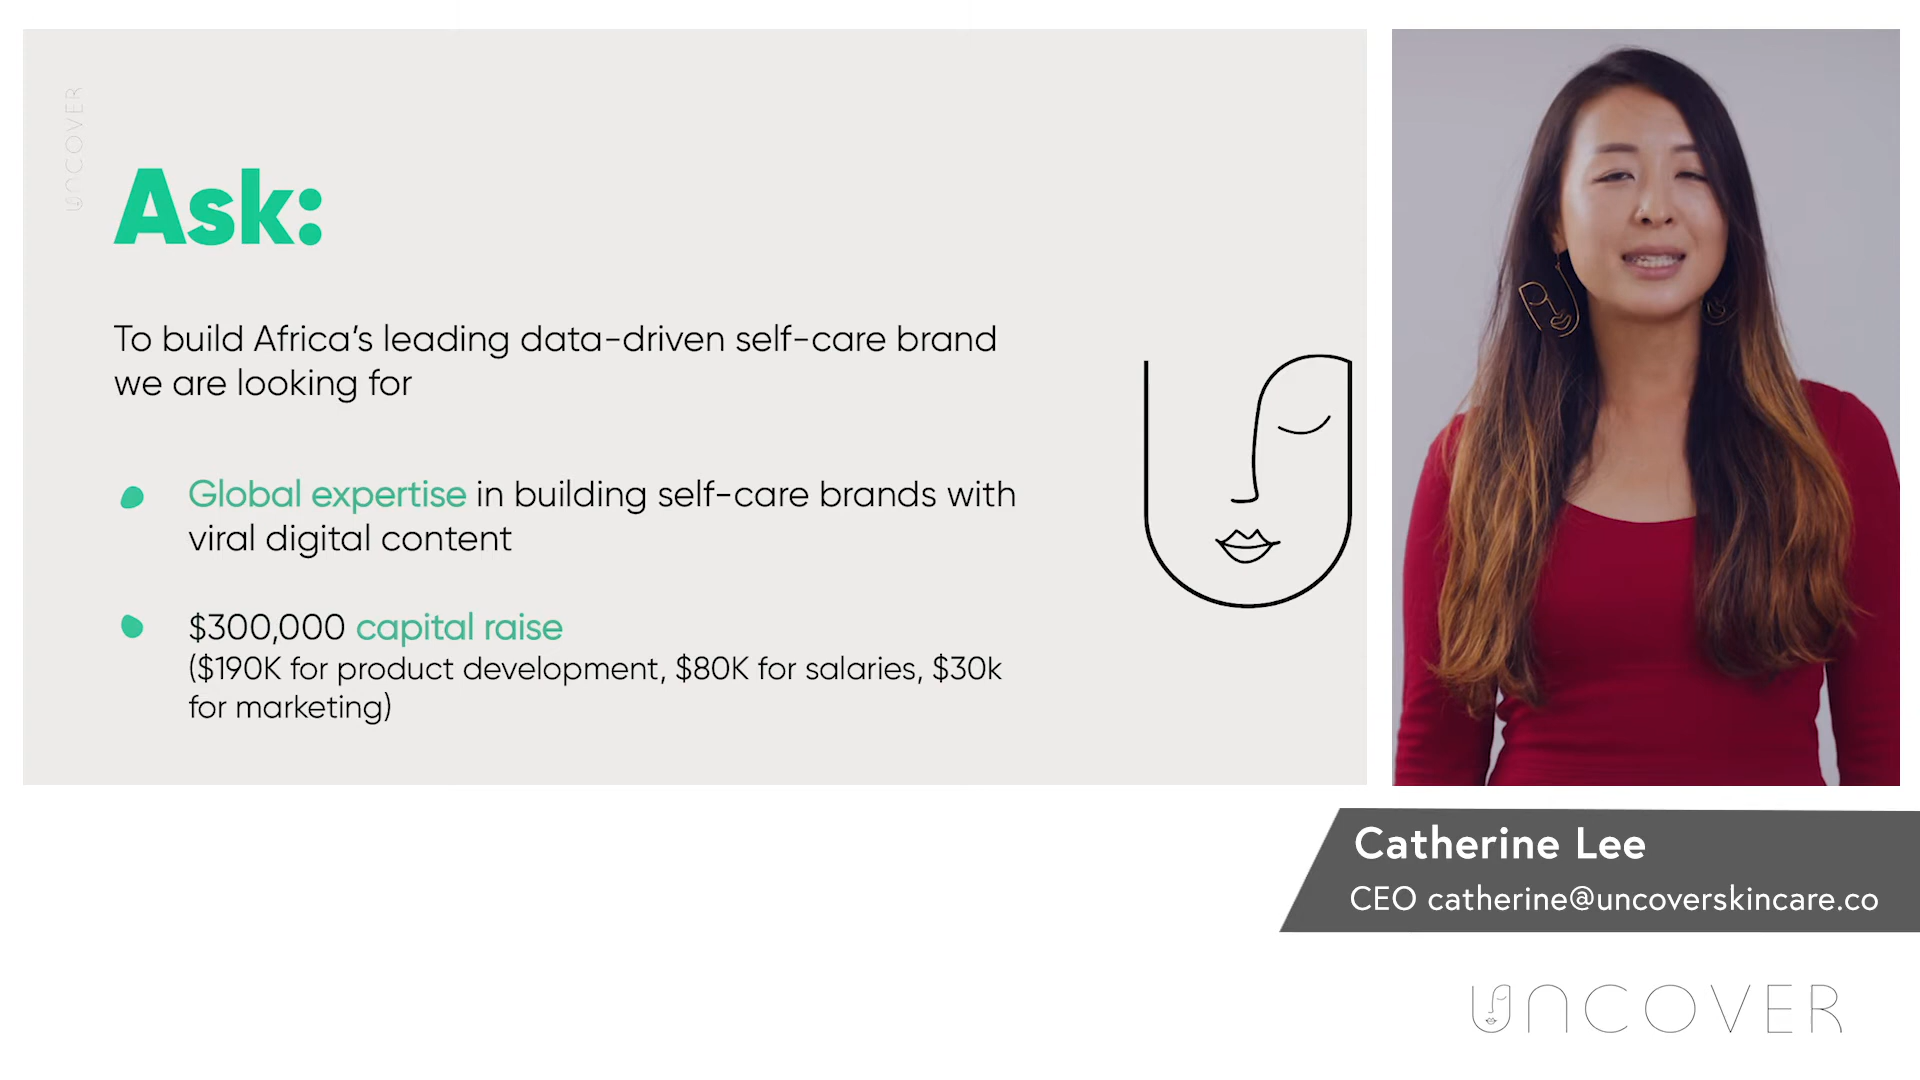 UNCOVER
Ask:
To build Africa's leading data-driven self-care brand
we are looking for
Global expertise in building self-care brands with
viral digital content
$300,000 capital raise
($190K for product development, $80K for salaries, $30k
for marketing)
Catherine Lee
CEO catherine@uncoverskincare.co
UNCOVER